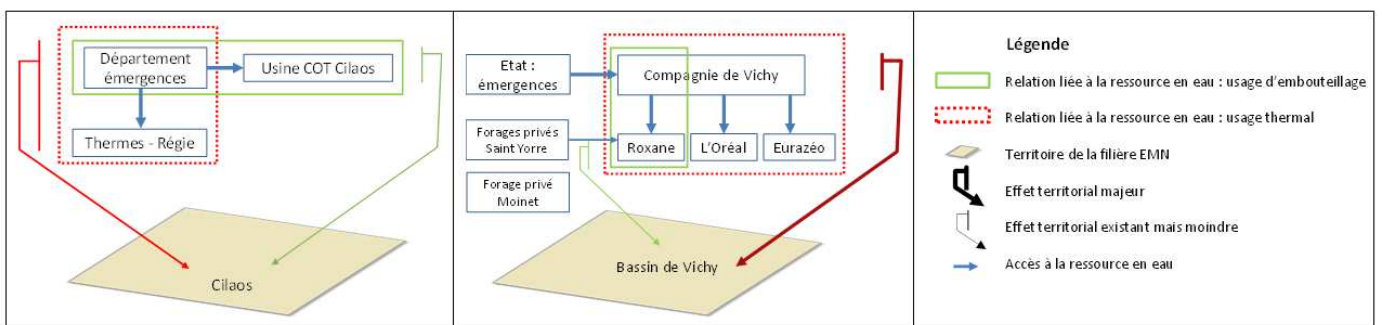 Département
émergences
Usine COT Cilaos
Thermes - Régie
Cilaos
Etat :
émergences
Compagnie de Vichy
Forages privés
Saint Yorre
Roxane
L'Oréal
Eurazéo
Forage privé
Moinet
Bassin de Vichy
Légende
Relation liée à la ressource en eau : usage d'embouteillage
Relation liée à la ressource en eau : usage thermal
Territoire de la filière EMN
Effet territorial majeur
Effet territorial existant mais moindre
Accès à la ressource en eau